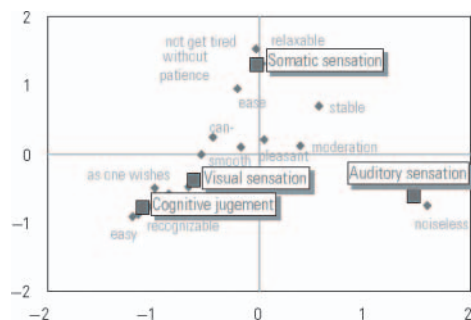 2
not get tired
relaxable
without
Somatic sensation
patience
1
ease
stable
can-
moderation
pleasant
0
smooth
as one wishes
Visual sensation
Auditory sensation
Cognitive jugement
recognizable
noiseless
easy
−1
−2
−2
−1
0
1
2